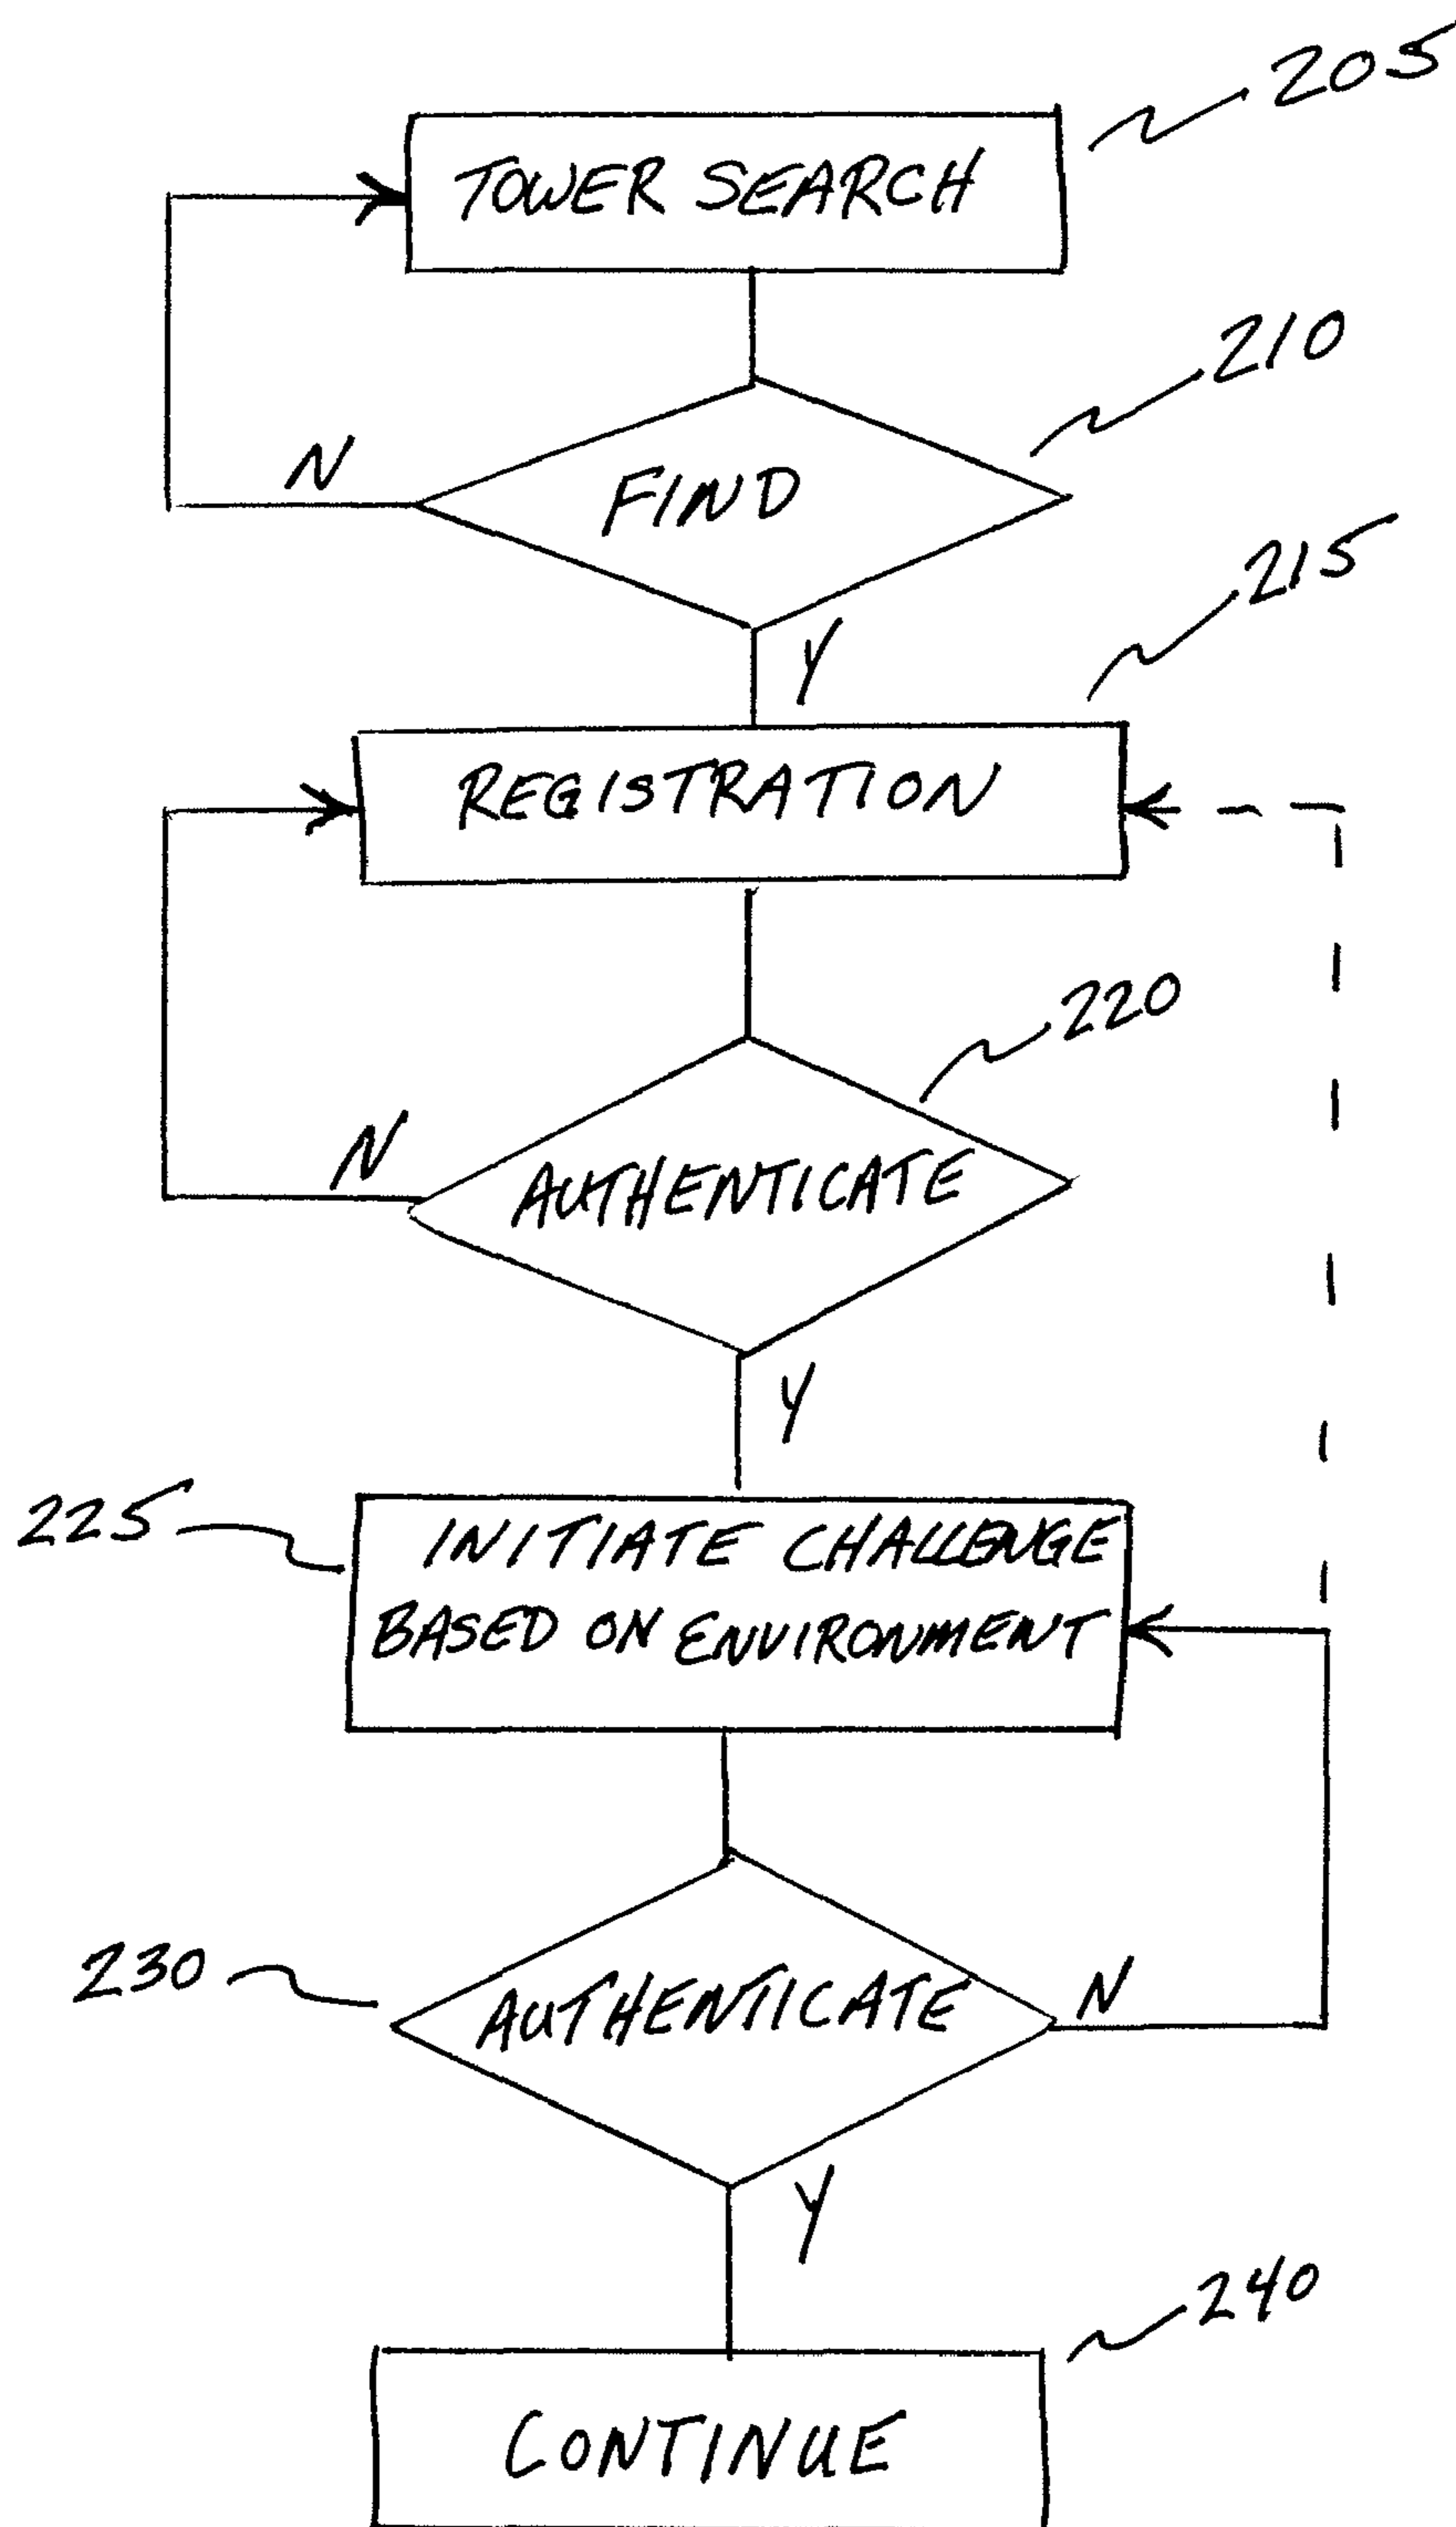 205
TOWER SEARCH
210
N
FIND
215
Y
REGISTRATION
220
N
AUTHENTICATE
Y
225
INITIATE CHALLENGE
BASED ON ENVIRONMENT
230
AUTHENTICATE
N
Y
240
CONTINUE